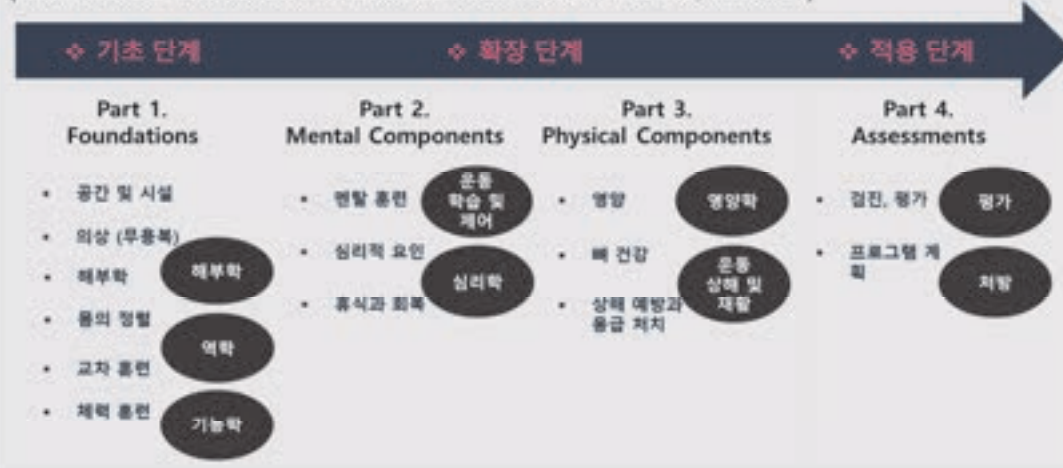 ❖ 기초 단계
❖ 확장 단계
❖ 적용 단계
Part 1.
Foundations
• 공간 및 시설
• 의상 (무용복)
• 해부학
• 몸의 정렬
• 교차 훈련
• 체력 훈련
해부학
역학
기능학
Part 2.
Mental Components
• 멘탈 훈련
• 심리적 요인
• 휴식과 회복
운동
학습 및
제어
심리학
Part 3.
Physical Components
• 영양
• 뼈 건강
• 상해 예방과
응급 처치
영양학
운동
상해 및
재활
Part 4.
Assessments
• 검진, 평가
• 프로그램 계
획
평가
처방